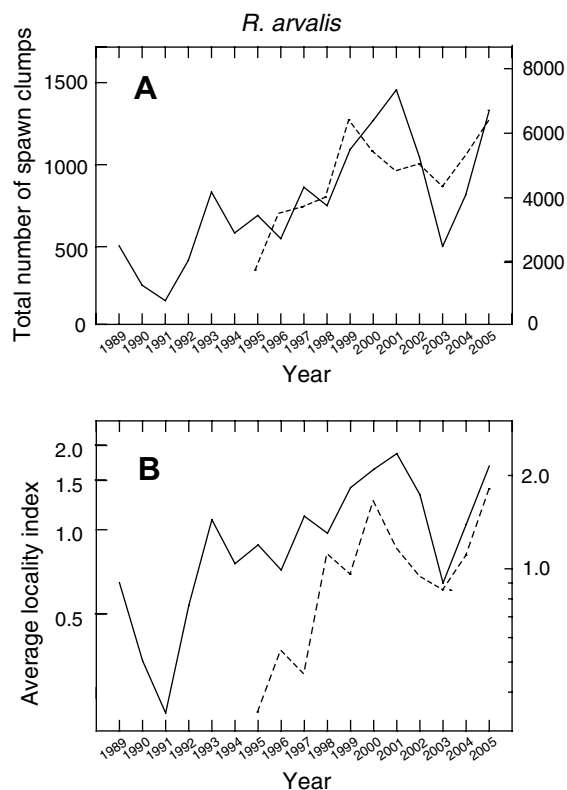 R. arvalis
A
Total number of spawn clumps
1500
1000
500
0
8000
6000
4000
2000
0
1989 1990 1991 1992 1993 1994 1995 1996 1997 1998 1999 2000 2001 2002 2003 2004 2005
Year
B
Average locality index
2.0
1.5
1.0
0.5
2.0
1.0
1989 1990 1991 1992 1993 1994 1995 1996 1997 1998 1999 2000 2001 2002 2003 2004 2005
Year